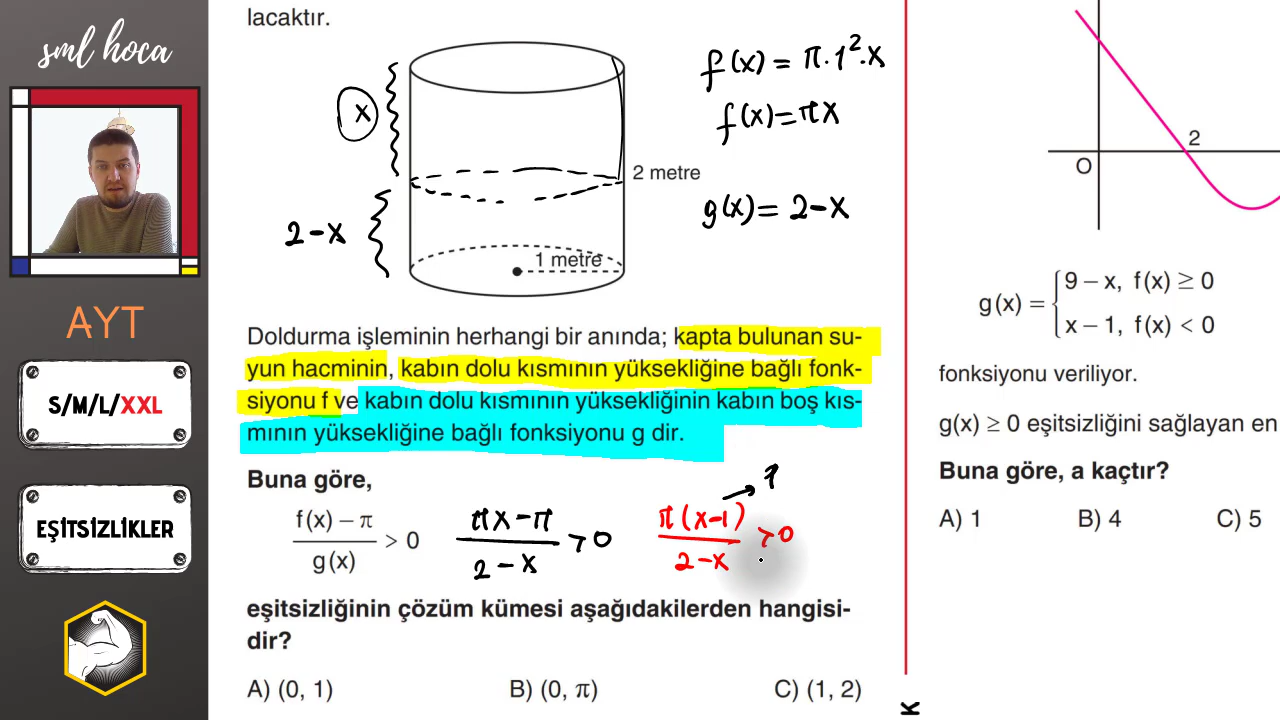 sml hoca
AYT
S/M/L/XXL
EŞİTSİZLİKLER
lacaktır.
x
2-x
2 metre
1 metre
f(x) = π.1².x
f(x)=πx
g(x)= 2-x
Doldurma işleminin herhangi bir anında; kapta bulunan su-
yun hacminin, kabın dolu kısmının yüksekliğine bağlı fonk-
siyonu f ve kabın dolu kısmının yüksekliğinin kabın boş kıs-
mının yüksekliğine bağlı fonksiyonu g dir.
Buna göre,
f(x) − π / g(x) > 0
πx-π / 2-x >0
π(x-1) / 2-x >0
1
eşitsizliğinin çözüm kümesi aşağıdakilerden hangisi-
dir?
A) (0, 1) B) (0, π) C) (1, 2)
K
O
2
g(x) = { 9 − x, f(x) ≥ 0
x − 1, f(x) < 0
fonksiyonu veriliyor.
g(x) ≥ 0 eşitsizliğini sağlayan en
Buna göre, a kaçtır?
A) 1 B) 4 C) 5